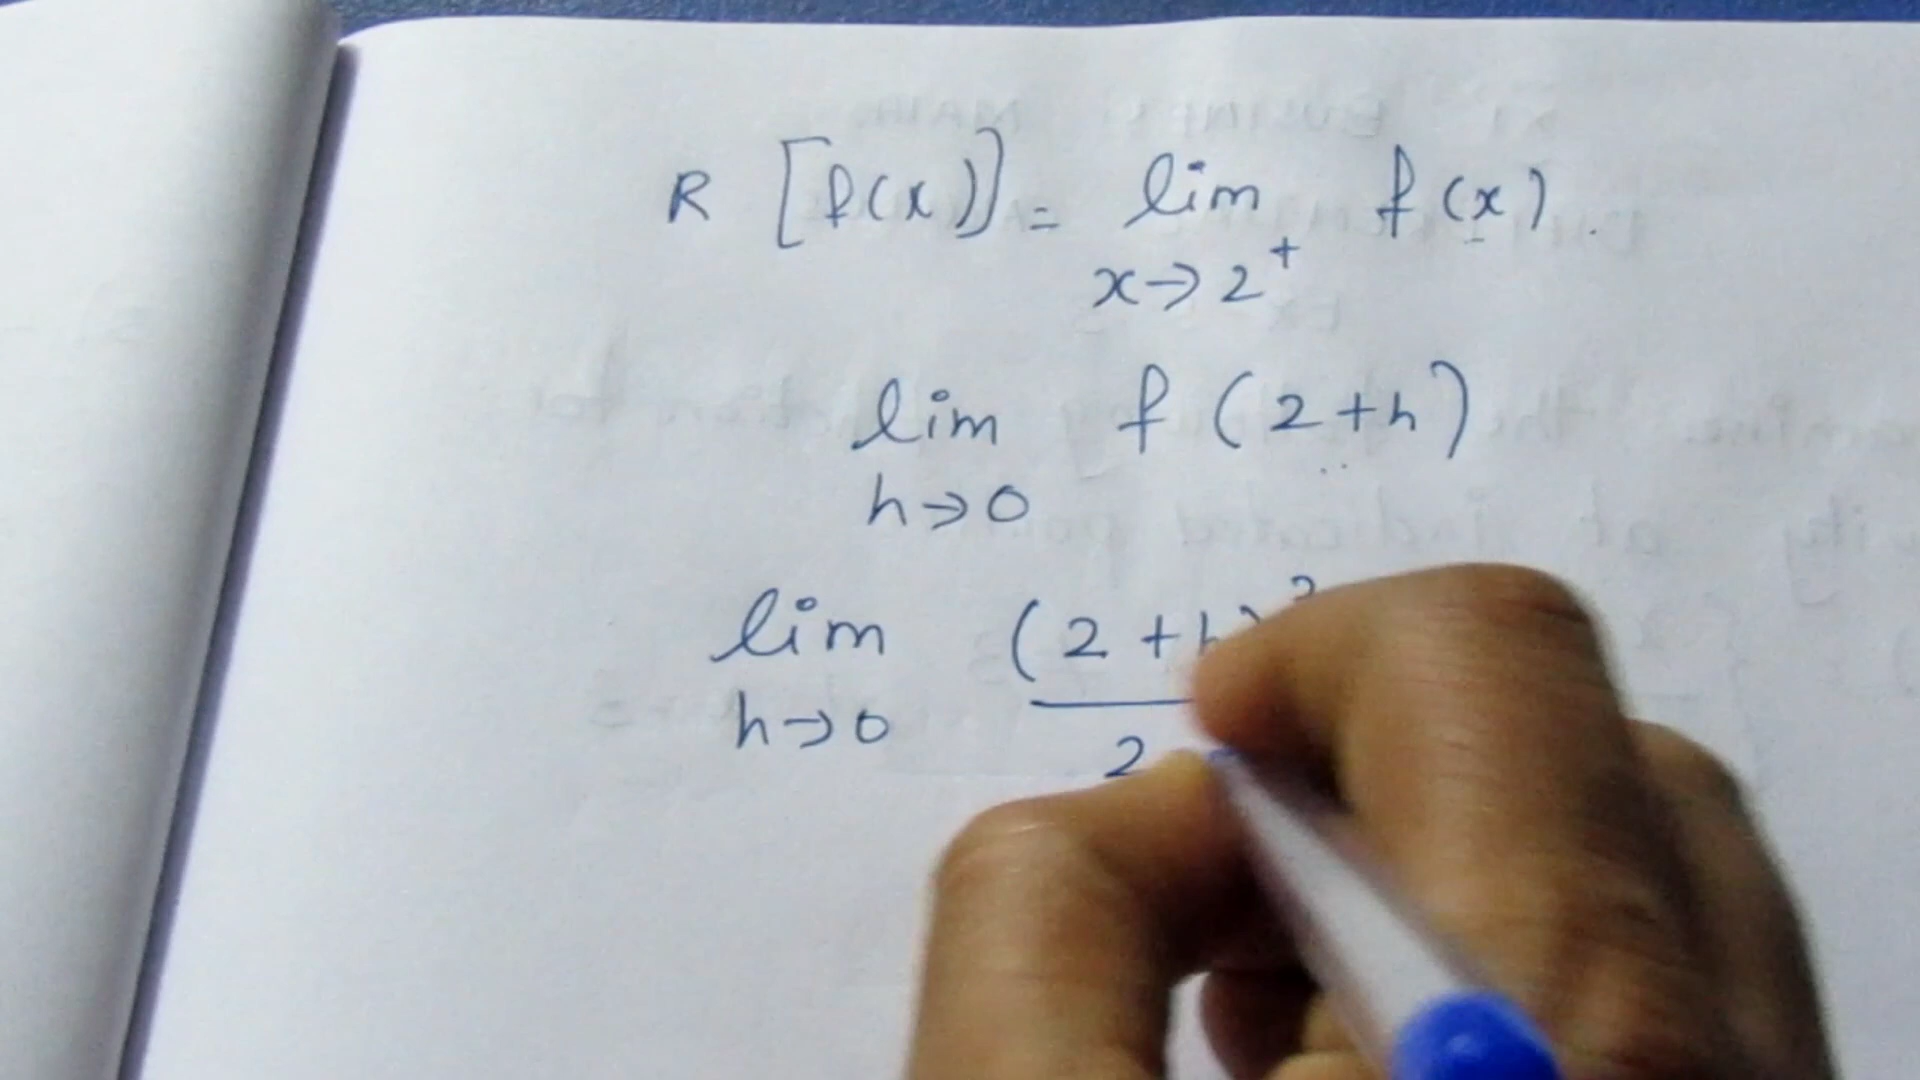 R [f(x)] = lim f(x).
x→2⁺
lim f(2+h)
h→0
lim (2+h)
h→0 2